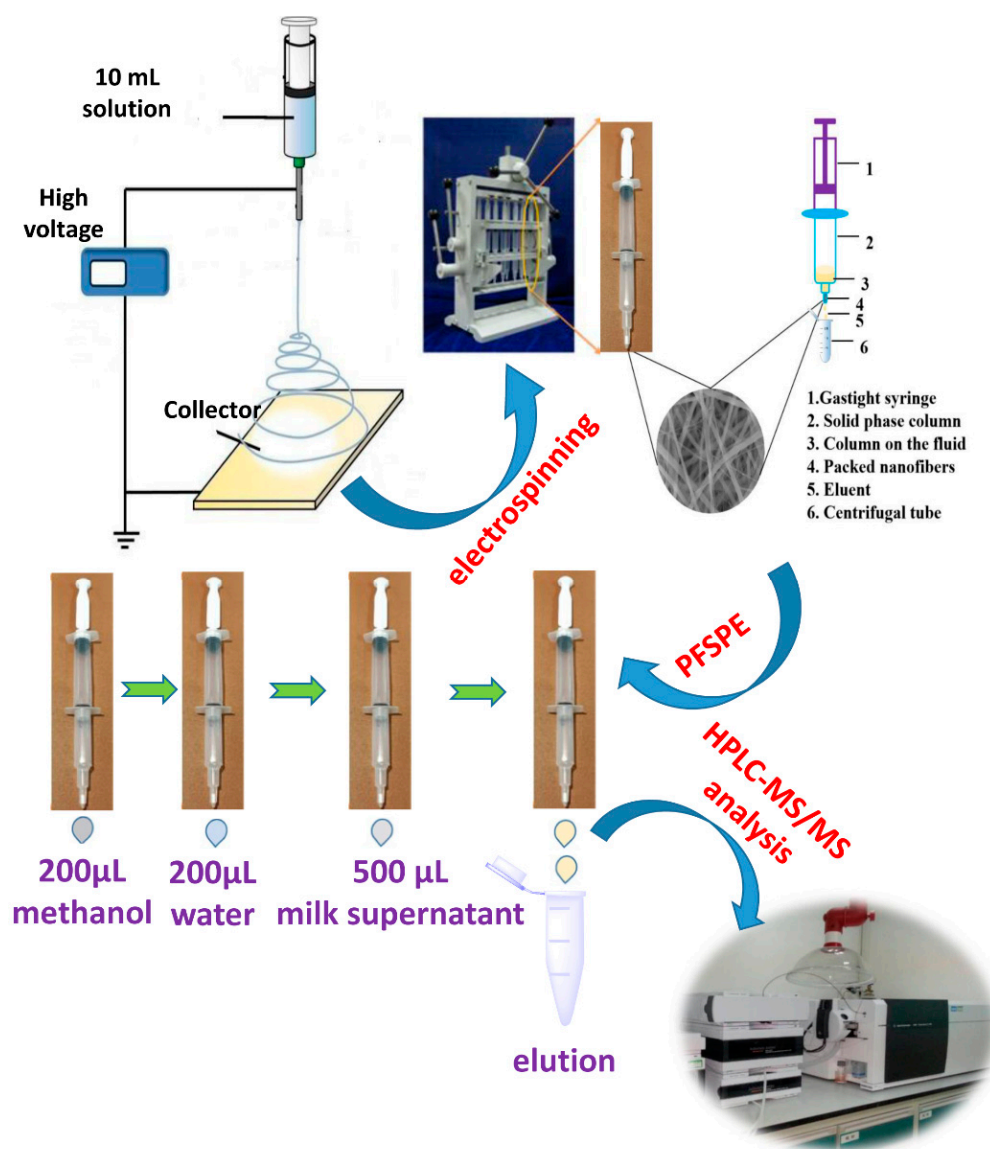 10 mL
solution
High
voltage
Collector
electrospinning
1
2
3
4
5
6
1.Gastight syringe
2. Solid phase column
3. Column on the fluid
4. Packed nanofibers
5. Eluent
6. Centrifugal tube
PFSPE
HPLC-MS/MS
analysis
200µL
methanol
200µL
water
500 µL
milk supernatant
elution